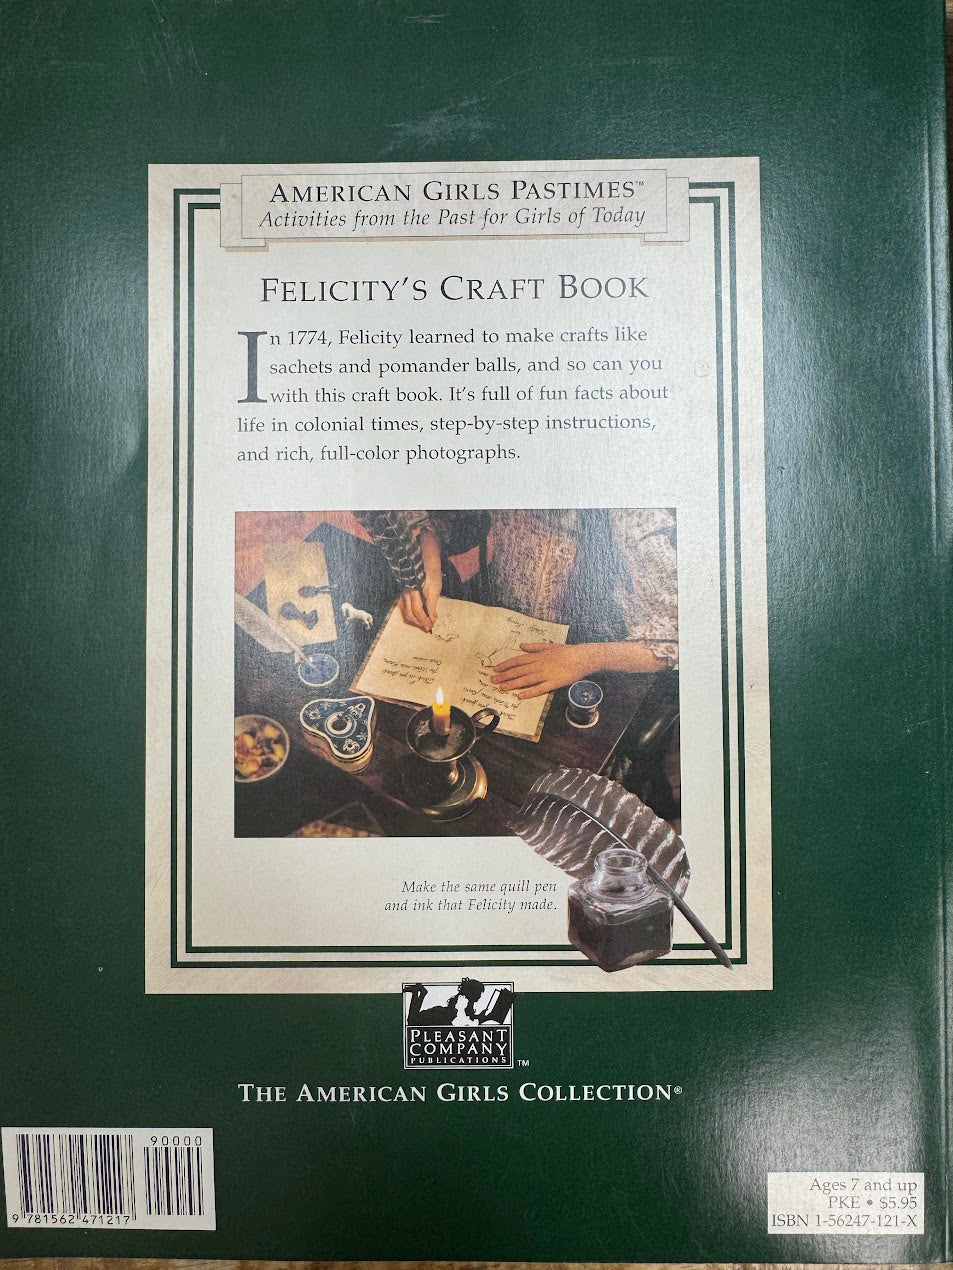 AMERICAN GIRLS PASTIMES™
Activities from the Past for Girls of Today
FELICITY'S CRAFT BOOK
In 1774, Felicity learned to make crafts like
sachets and pomander balls, and so can you
with this craft book. It's full of fun facts about
life in colonial times, step-by-step instructions,
and rich, full-color photographs.
Make the same quill pen
and ink that Felicity made.
PLEASANT
COMPANY
PUBLICATIONS™
THE AMERICAN GIRLS COLLECTION®
90000
9 781562 471217
Ages 7 and up
PKE • $5.95
ISBN 1-56247-121-X